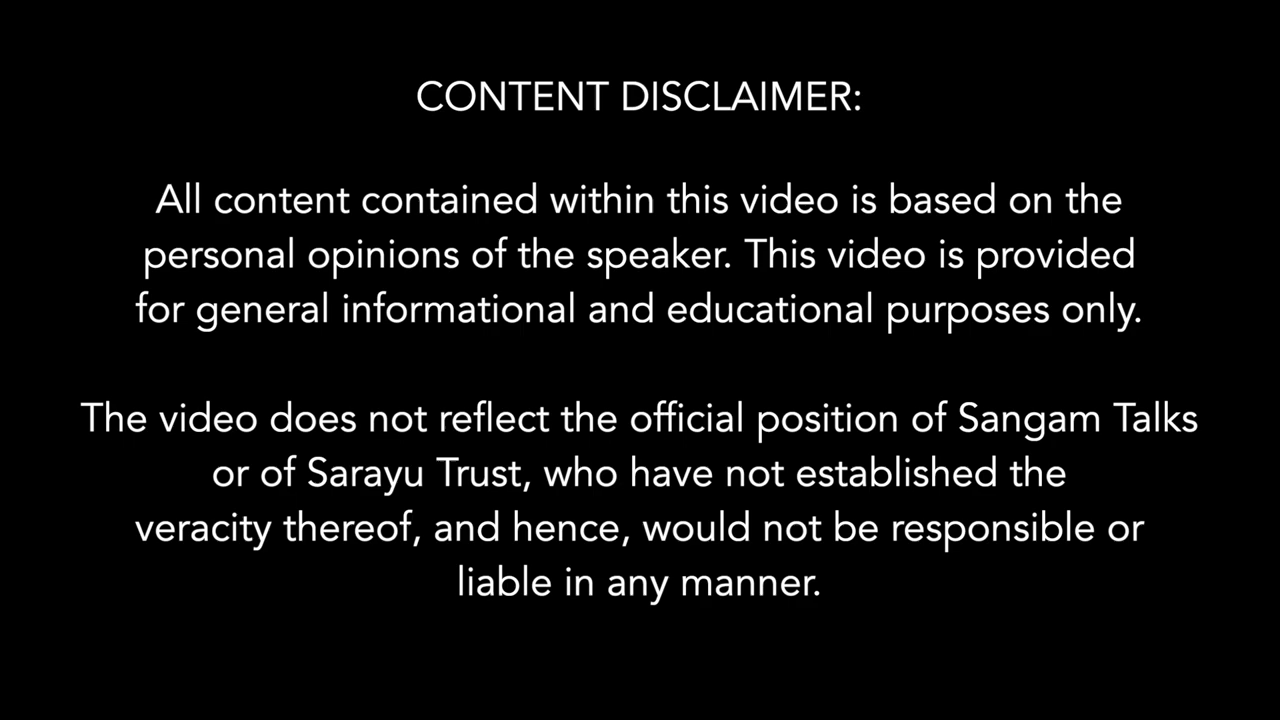 CONTENT DISCLAIMER:
All content contained within this video is based on the
personal opinions of the speaker. This video is provided
for general informational and educational purposes only.
The video does not reflect the official position of Sangam Talks
or of Sarayu Trust, who have not established the
veracity thereof, and hence, would not be responsible or
liable in any manner.